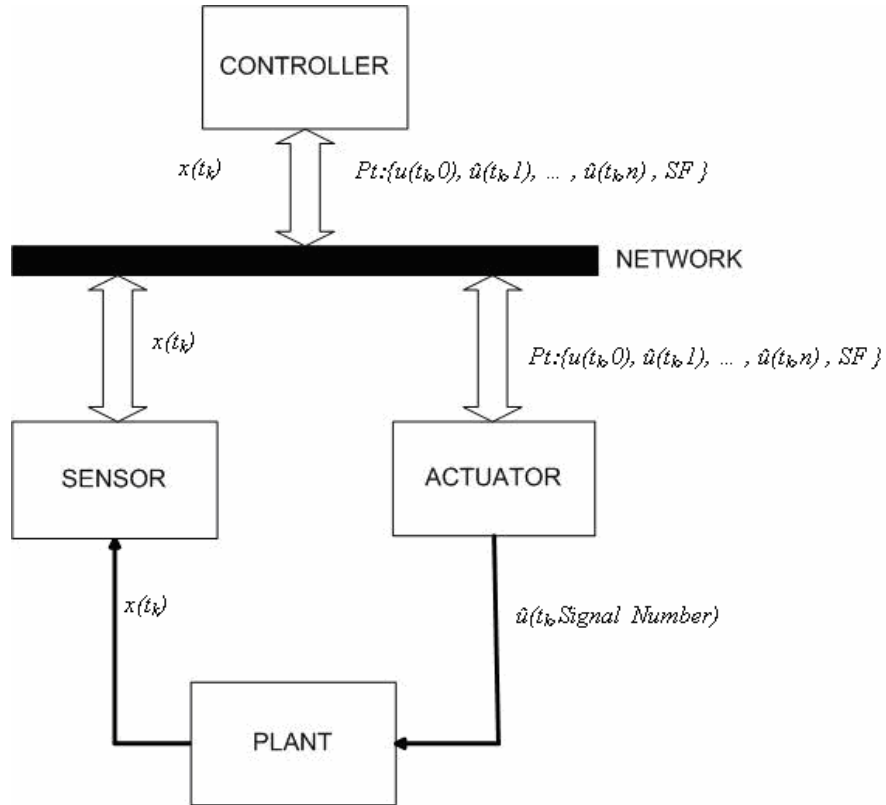 CONTROLLER
x(tₖ)
Pt:{u(tₖ,0), û(tₖ,1), ... , û(tₖ,n) , SF }
NETWORK
x(tₖ)
Pt:{u(tₖ,0), û(tₖ,1), ... , û(tₖ,n) , SF }
SENSOR
ACTUATOR
x(tₖ)
û(tₖ,Signal Number)
PLANT